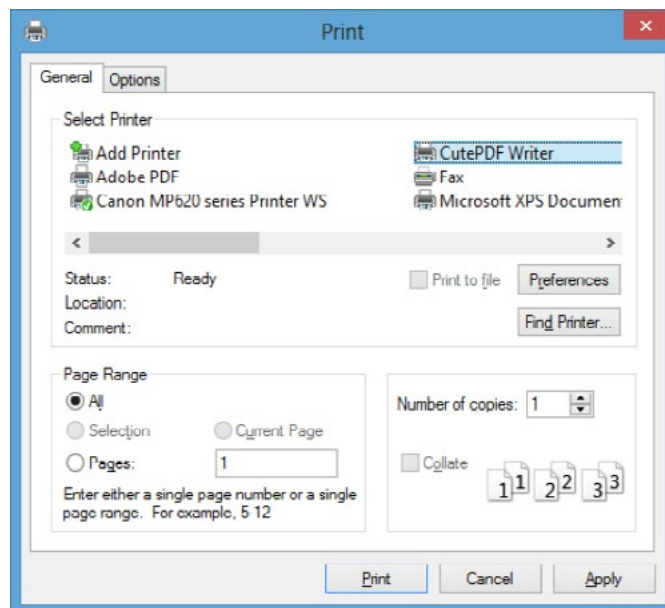 Print
General
Options
Select Printer
Add Printer
CutePDF Writer
Adobe PDF
Fax
Canon MP620 series Printer WS
Microsoft XPS Documen
Status: Ready
Print to file
Preferences
Location:
Comment:
Find Printer...
Page Range
All
Number of copies: 1
Selection
Current Page
Pages: 1
Collate
1 1 2 2 3 3
Enter either a single page number or a single
page range. For example, 5-12
Print
Cancel
Apply